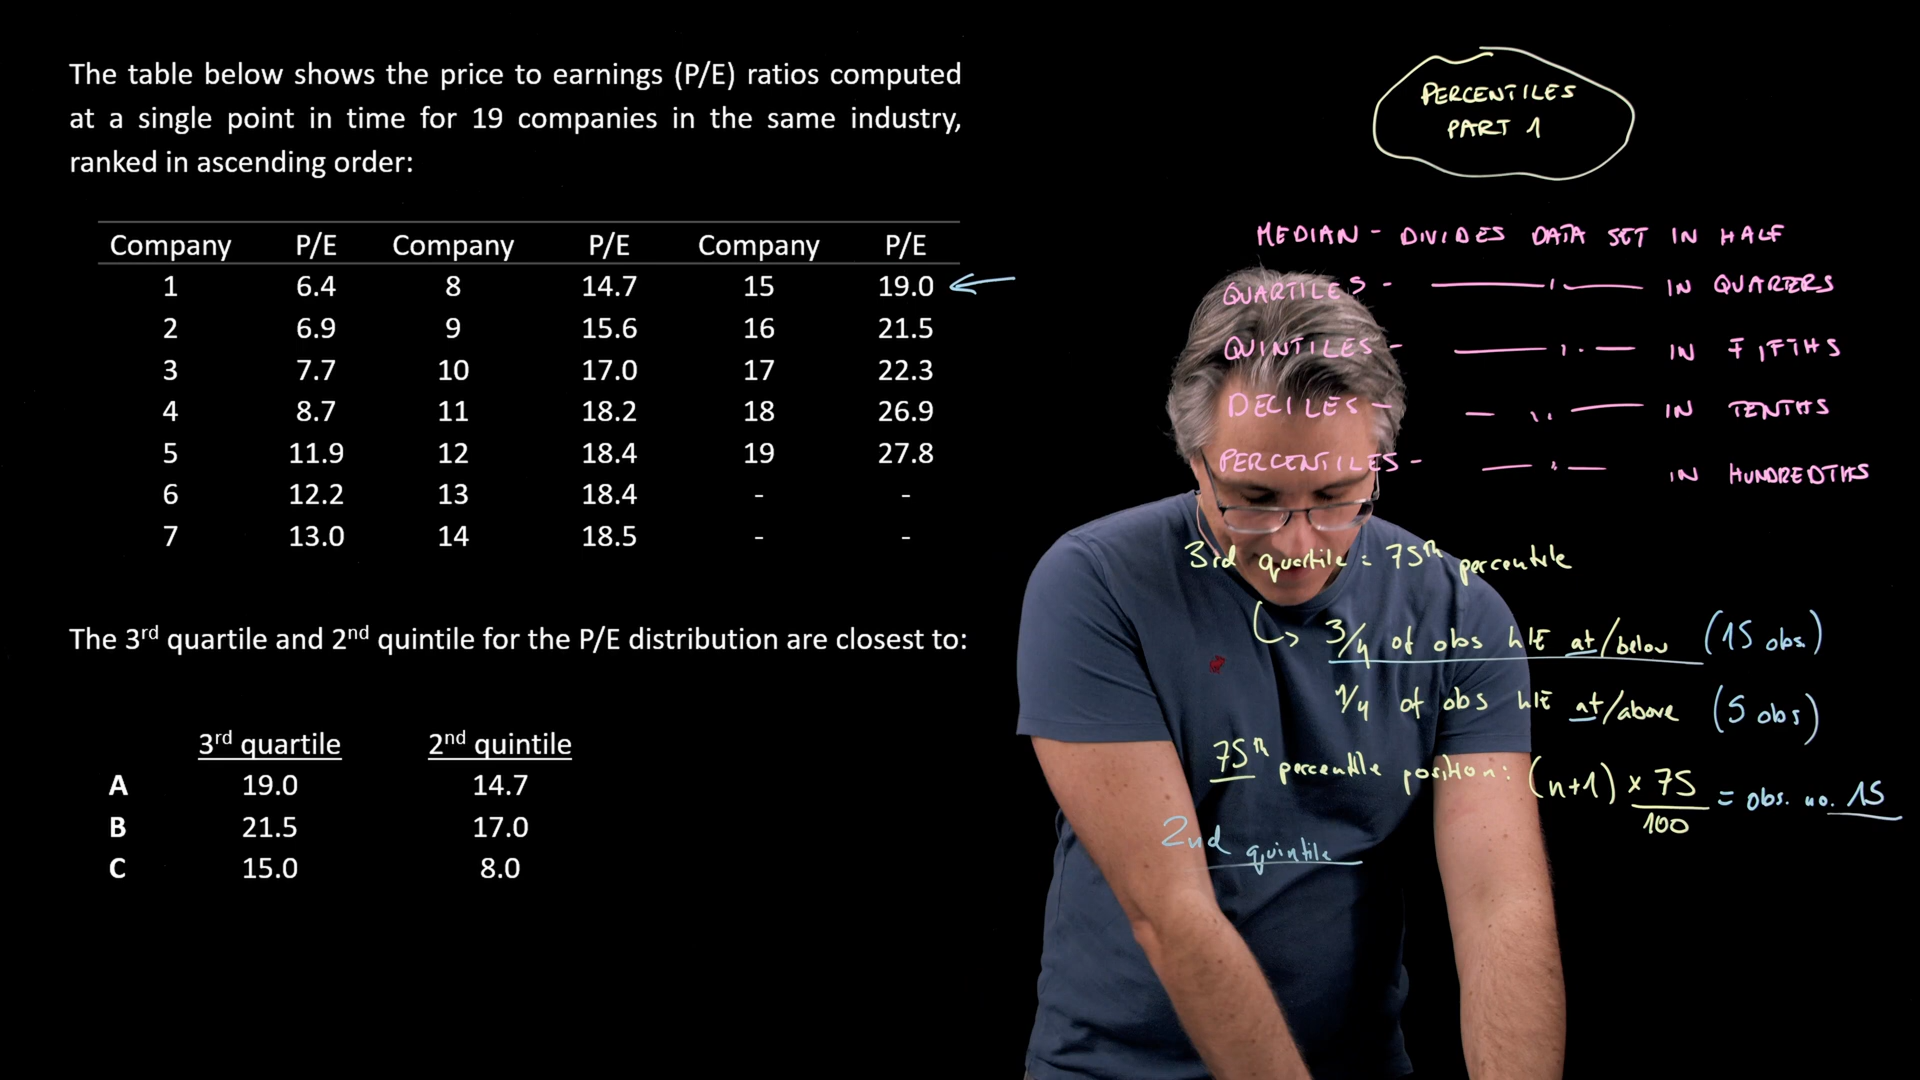 The table below shows the price to earnings (P/E) ratios computed
at a single point in time for 19 companies in the same industry,
ranked in ascending order:
Company P/E Company P/E Company P/E
1 6.4 8 14.7 15 19.0
2 6.9 9 15.6 16 21.5
3 7.7 10 17.0 17 22.3
4 8.7 11 18.2 18 26.9
5 11.9 12 18.4 19 27.8
6 12.2 13 18.4 - -
7 13.0 14 18.5 - -
The 3rd quartile and 2nd quintile for the P/E distribution are closest to:
3rd quartile 2nd quintile
A 19.0 14.7
B 21.5 17.0
C 15.0 8.0
PERCENTILES
PART 1
MEDIAN - DIVIDES DATA SET IN HALF
QUARTILES - IN QUARERS
QUINTILES - IN FIFTHS
DECILES - IN TENTHS
PERCENTILES - IN HUNDREDTHS
3rd quartile = 75th percentile
3/4 of obs LIE at/below (15 obs.)
1/4 of obs LIE at/above (5 obs)
75th percentile position: (n+1) × 75/100 = obs. no. 15
2nd quintile